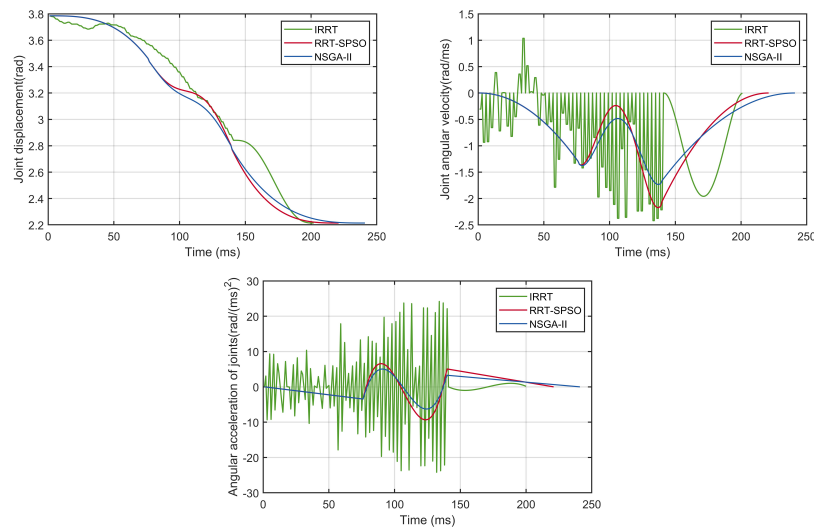 3.8
3.6
3.4
3.2
3
2.8
2.6
2.4
2.2
Joint displacement(rad)
0 50 100 150 200 250
Time (ms)
IRRT
RRT-SPSO
NSGA-II
1.5
1
0.5
0
-0.5
-1
-1.5
-2
-2.5
Joint angular velocity(rad/ms)
0 50 100 150 200 250
Time (ms)
IRRT
RRT-SPSO
NSGA-II
30
20
10
0
-10
-20
-30
Angular acceleration of joints(rad/(ms)²)
0 50 100 150 200 250
Time (ms)
IRRT
RRT-SPSO
NSGA-II